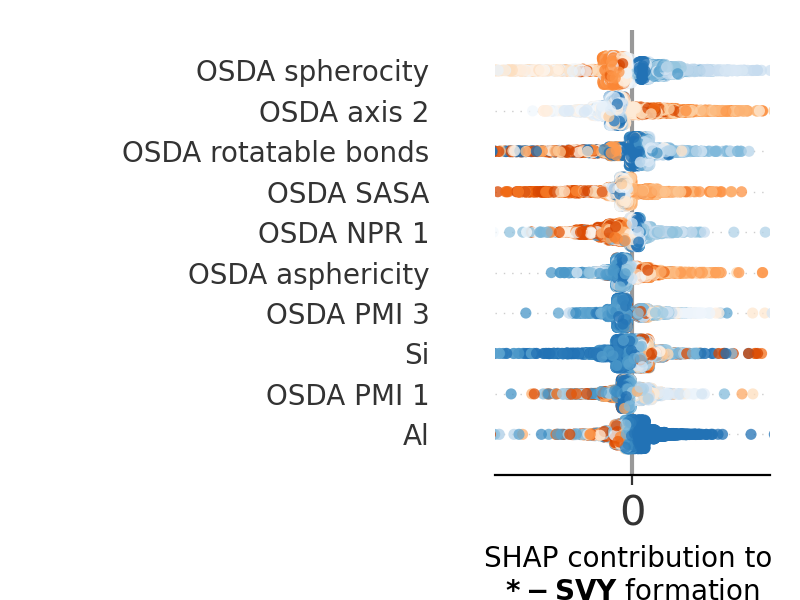 OSDA spherocity
OSDA axis 2
OSDA rotatable bonds
OSDA SASA
OSDA NPR 1
OSDA asphericity
OSDA PMI 3
Si
OSDA PMI 1
Al
0
SHAP contribution to
*−SVY formation